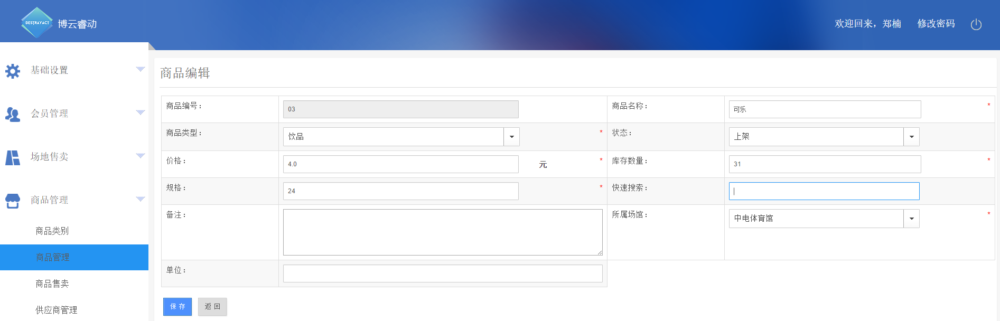 DESTRAYACT 博云睿动
欢迎回来，郑楠 修改密码
基础设置
会员管理
场地售卖
商品管理
商品类别
商品管理
商品售卖
供应商管理
商品编辑
商品编号： 03 商品名称： 可乐 *
商品类型： 饮品 * 状态： 上架
价格： 4.0 元 * 库存数量： 31 *
规格： 24 * 快速搜索：
备注： 所属场馆： 中电体育馆 *
单位：
保存 返回